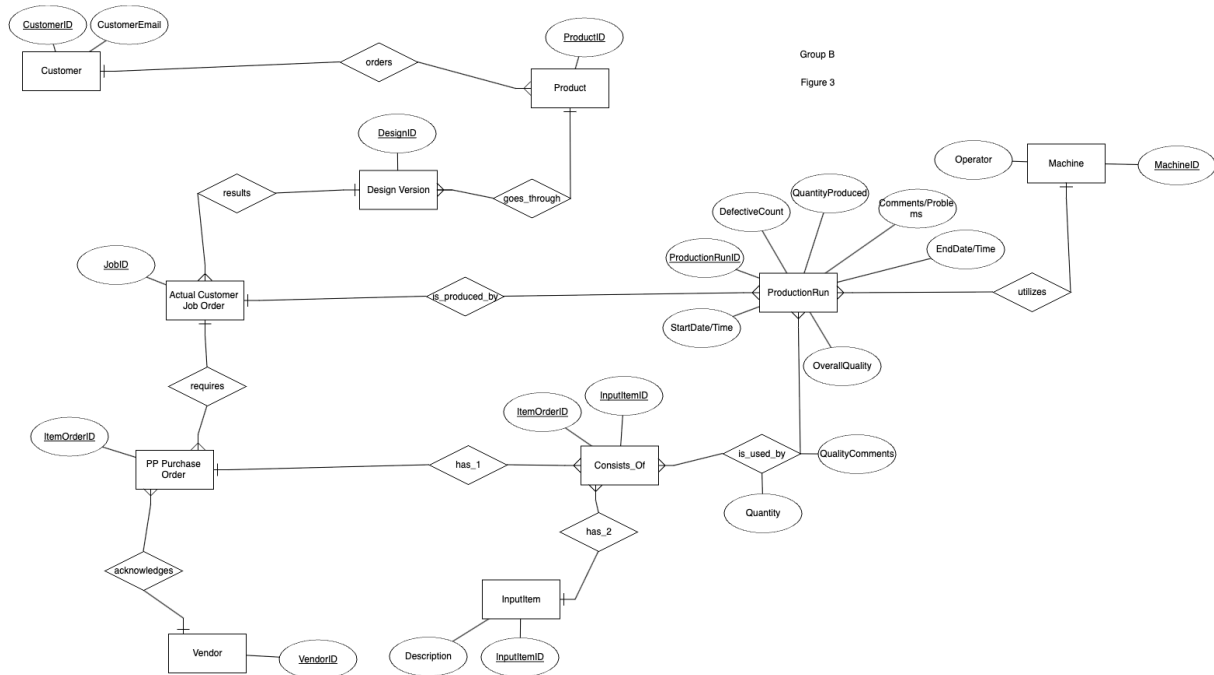 CustomerID
CustomerEmail
Customer
orders
ProductID
Product
Group B
Figure 3
DesignID
Design Version
results
goes_through
Operator
Machine
MachineID
QuantityProduced
DefectiveCount
Comments/Proble
ms
ProductionRunID
EndDate/Time
JobID
Actual Customer
Job Order
is_produced_by
ProductionRun
utilizes
StartDate/Time
OverallQuality
requires
InputItemID
ItemOrderID
ItemOrderID
PP Purchase
Order
has_1
Consists_Of
is_used_by
QualityComments
Quantity
has_2
acknowledges
InputItem
Vendor
VendorID
Description
InputItemID